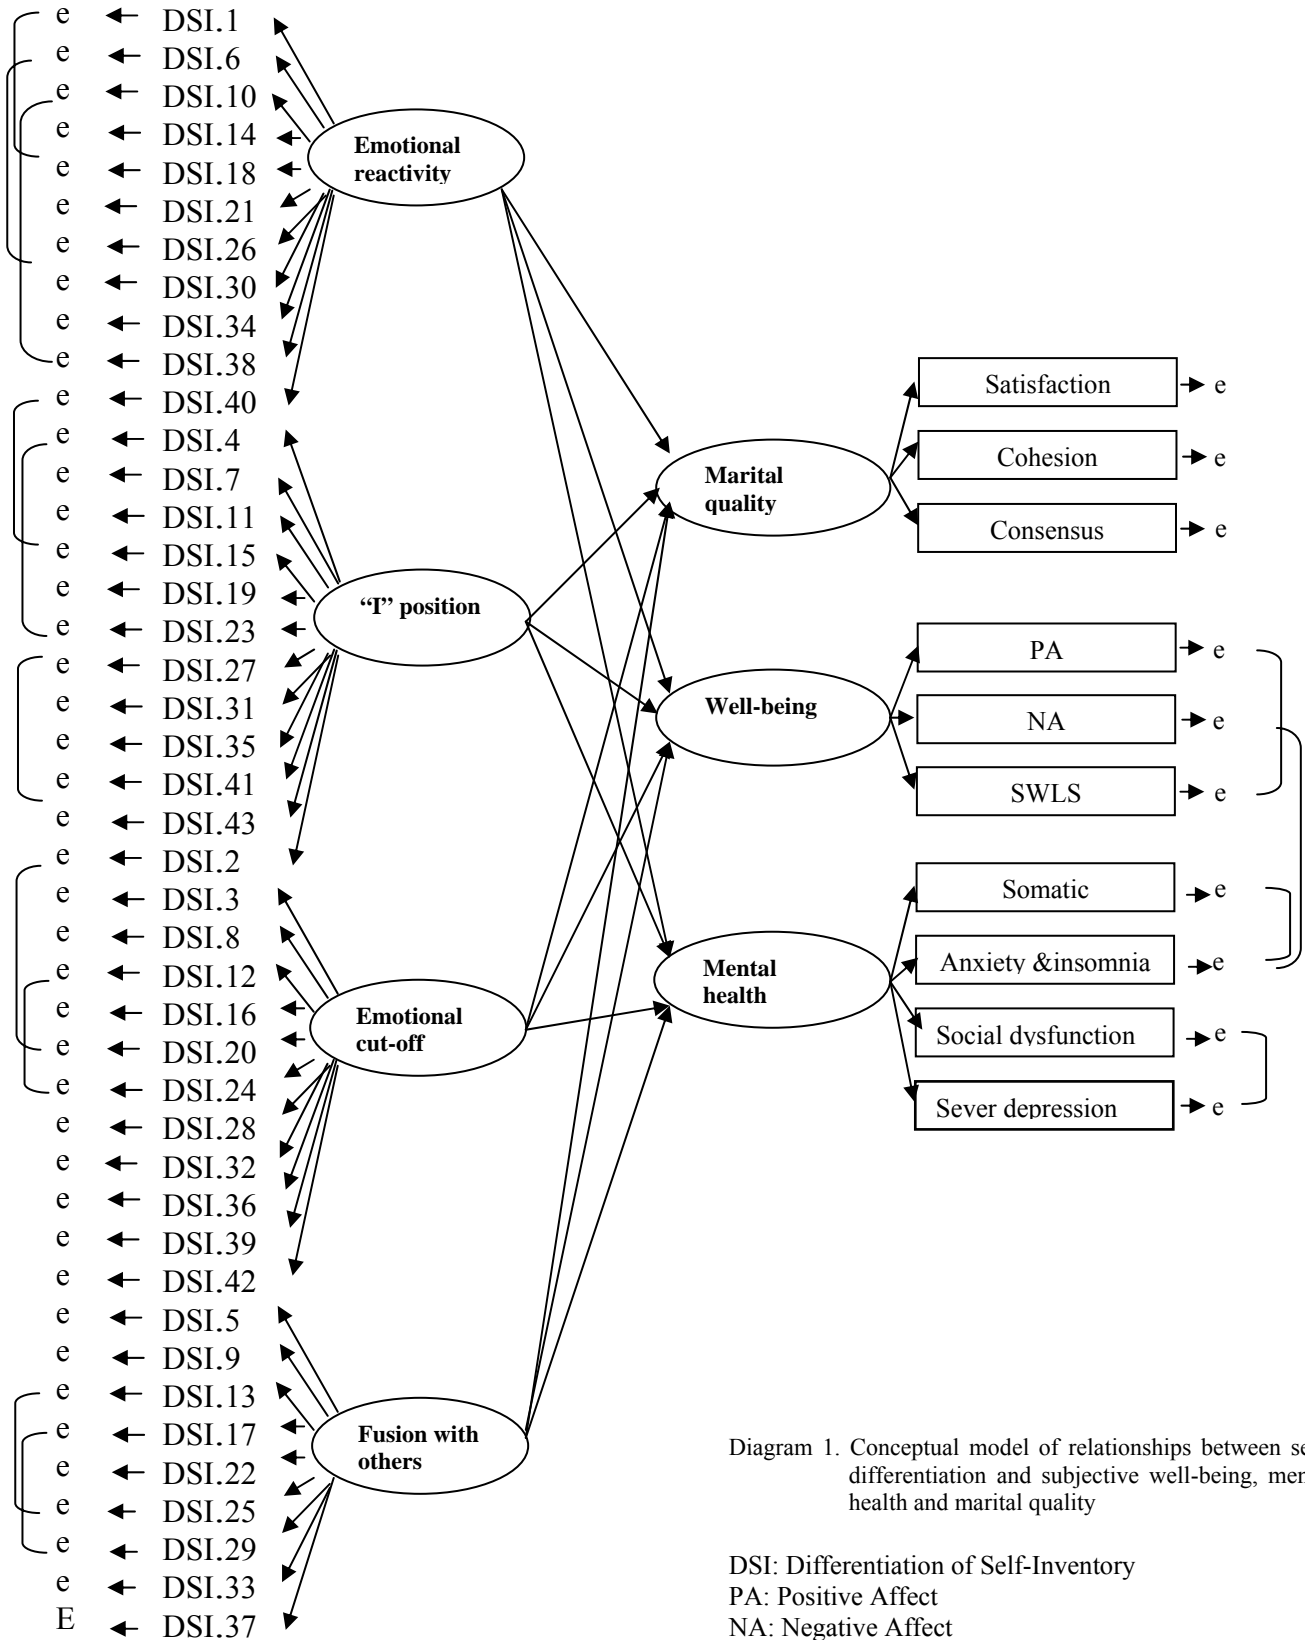 e DSI.1
e DSI.6
e DSI.10
e DSI.14
e DSI.18
e DSI.21
e DSI.26
e DSI.30
e DSI.34
e DSI.38
e DSI.40
e DSI.4
e DSI.7
e DSI.11
e DSI.15
e DSI.19
e DSI.23
e DSI.27
e DSI.31
e DSI.35
e DSI.41
e DSI.43
e DSI.2
e DSI.3
e DSI.8
e DSI.12
e DSI.16
e DSI.20
e DSI.24
e DSI.28
e DSI.32
e DSI.36
e DSI.39
e DSI.42
e DSI.5
e DSI.9
e DSI.13
e DSI.17
e DSI.22
e DSI.25
e DSI.29
e DSI.33
E DSI.37
Emotional
reactivity
“I” position
Emotional
cut-off
Fusion with
others
Marital
quality
Well-being
Mental
health
Satisfaction e
Cohesion e
Consensus e
PA e
NA e
SWLS e
Somatic e
Anxiety &insomnia e
Social dysfunction e
Sever depression e
Diagram 1. Conceptual model of relationships between se
differentiation and subjective well-being, men
health and marital quality
DSI: Differentiation of Self-Inventory
PA: Positive Affect
NA: Negative Affect